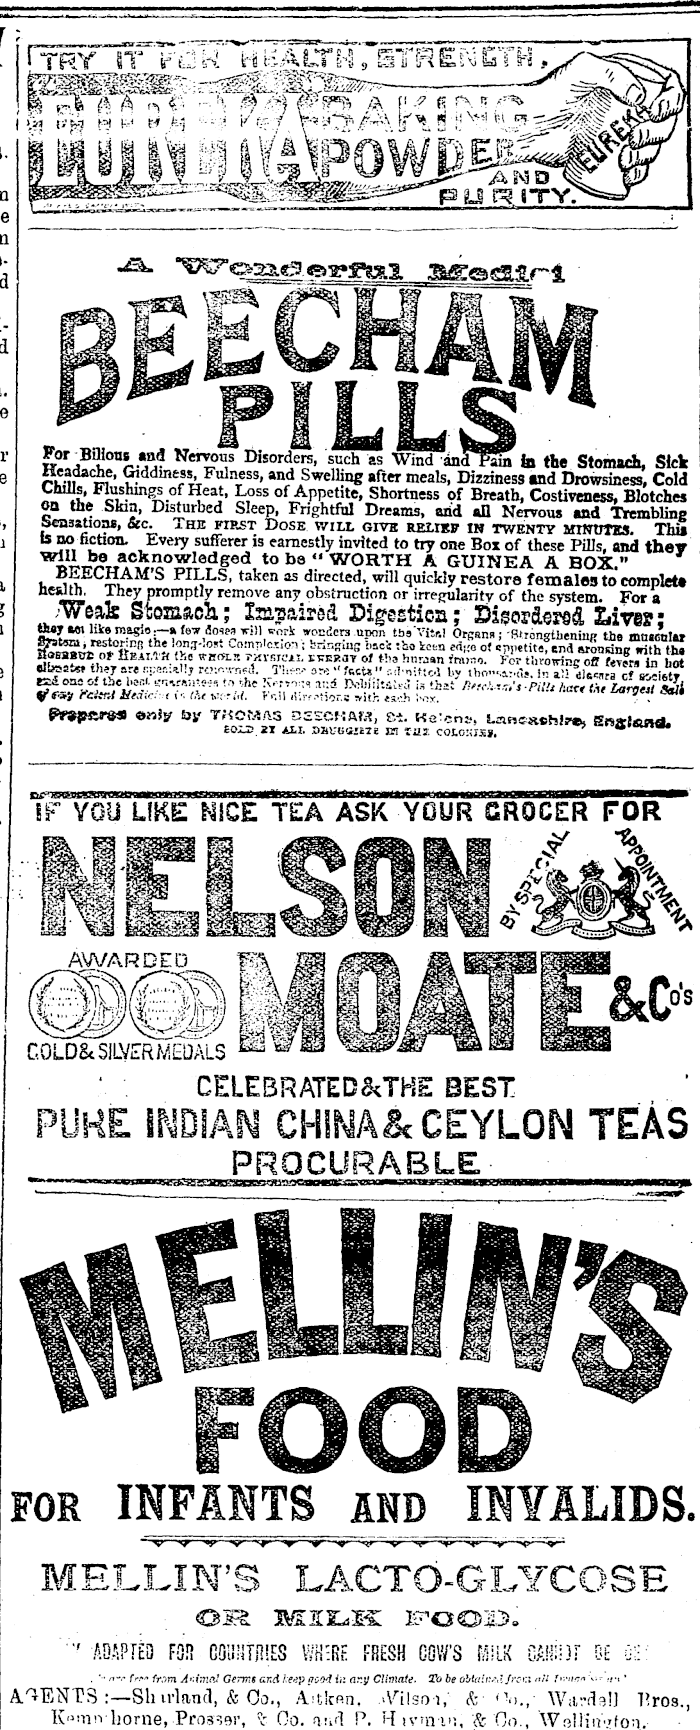 TRY IT FOR HEALTH, STRENGTH,
EUREKA BAKING
POWDER
EUREKA
AND
PURITY.
A Wonderful Medici
BEECHAM
PILLS
For Bilious and Nervous Disorders, such as Wind and Pain in the Stomach, Sick
Headache, Giddiness, Fulness, and Swelling after meals, Dizziness and Drowsiness, Cold
Chills, Flushings of Heat, Loss of Appetite, Shortness of Breath, Costiveness, Blotches
on the Skin, Disturbed Sleep, Frightful Dreams, and all Nervous and Trembling
Sensations, &c. THE FIRST DOSE WILL GIVE RELIEF IN TWENTY MINUTES. This
is no fiction. Every sufferer is earnestly invited to try one Box of these Pills, and they
will be acknowledged to be "WORTH A GUINEA A BOX."
BEECHAM'S PILLS, taken as directed, will quickly restore females to complete
health. They promptly remove any obstruction or irregularity of the system. For a
Weak Stomach; Impaired Digestion; Disordered Liver;
they act like magic;—a few doses will work wonders upon the Vital Organs; Strengthening the muscular
System; restoring the long-lost Complexion; bringing back the keen edge of appetite, and arousing with the
ROSEBUD OF HEALTH the WHOLE PHYSICAL ENERGY of the human frame. For throwing off fevers in hot
climates they are specially renowned. These are "facts" admitted by thousands, in all classes of society,
and one of the best guarantees to the Nervous and Debilitated is that Beecham's Pills have the Largest Sale
of any Patent Medicine in the world. Full directions with each box.
Prepared only by THOMAS BEECHAM, St. Helens, Lancashire, England.
SOLD BY ALL DRUGGISTS IN THE COLONIES.
IF YOU LIKE NICE TEA ASK YOUR GROCER FOR
NELSON
BY SPECIAL APPOINTMENT
AWARDED
MOATE &Co's
GOLD & SILVER MEDALS
CELEBRATED & THE BEST
PURE INDIAN CHINA & CEYLON TEAS
PROCURABLE
MELLIN'S
FOOD
FOR INFANTS AND INVALIDS.
MELLIN'S LACTO-GLYCOSE
OR MILK FOOD.
ADAPTED FOR COUNTRIES WHERE FRESH COW'S MILK CANNOT BE
are free from Animal Germs and keep good in any Climate. To be obtained from all
AGENTS:—Sharland, & Co., Aitken, Wilson, & Co., Wardell Bros.,
Kempthorne, Prosser, & Co. and P. Hayman, & Co., Wellington.